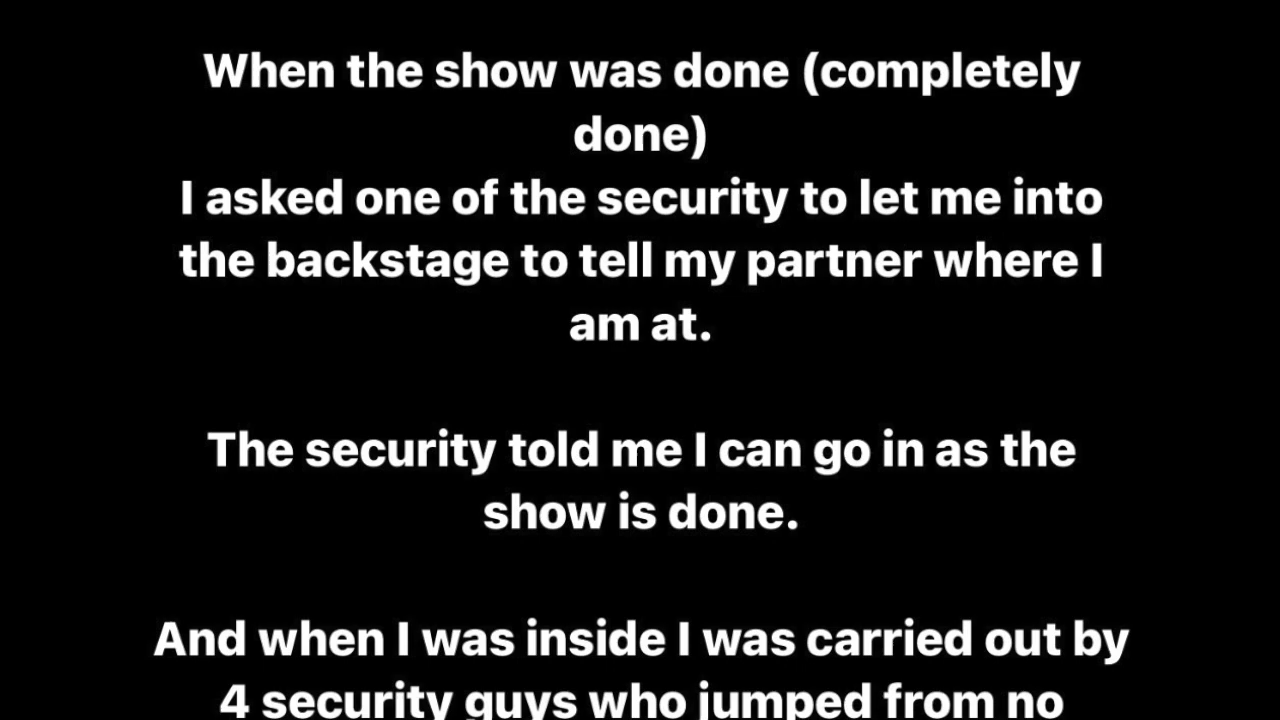 When the show was done (completely
done)
I asked one of the security to let me into
the backstage to tell my partner where I
am at.
The security told me I can go in as the
show is done.
And when I was inside I was carried out by
4 security guys who jumped from no